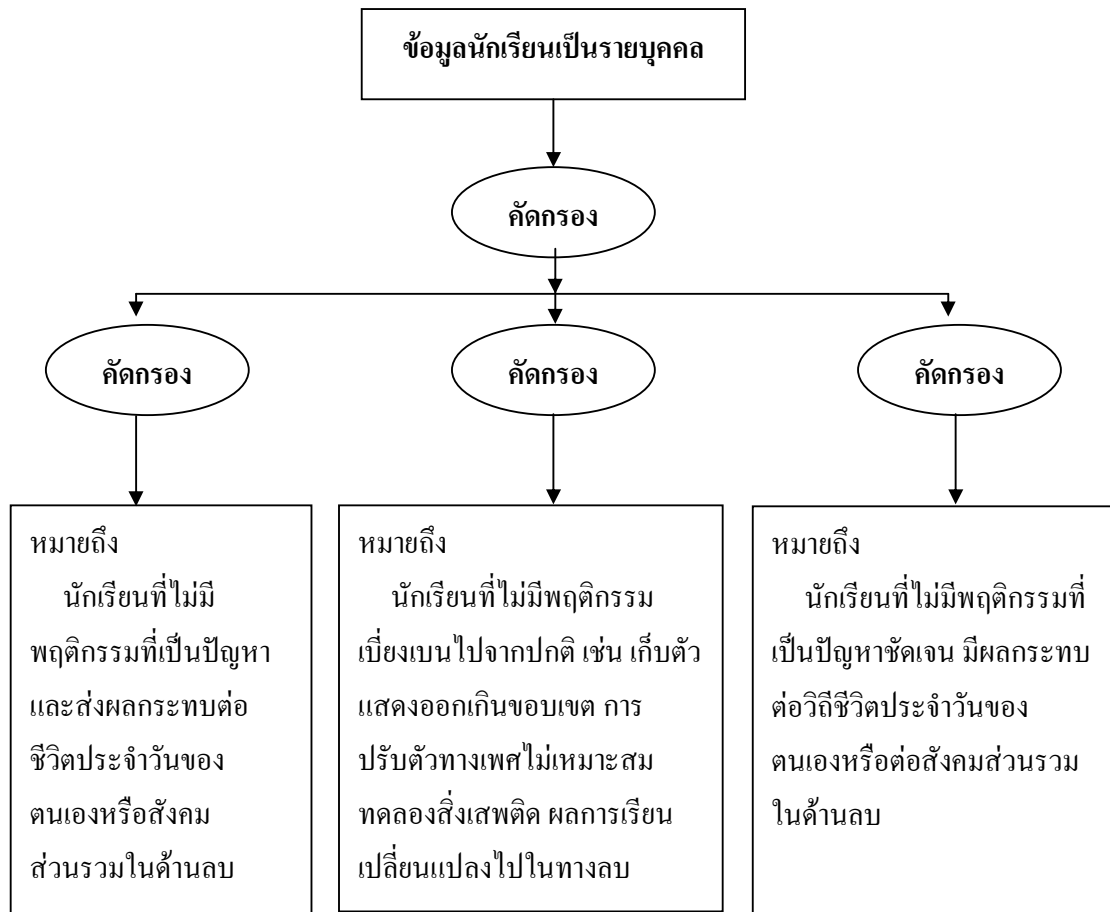 ข้อมูลนักเรียนเป็นรายบุคคล
คัดกรอง
คัดกรอง
คัดกรอง
คัดกรอง
หมายถึง
นักเรียนที่ไม่มี
พฤติกรรมที่เป็นปัญหา
และส่งผลกระทบต่อ
ชีวิตประจำวันของ
ตนเองหรือสังคม
ส่วนรวมในด้านลบ
หมายถึง
นักเรียนที่ไม่มีพฤติกรรม
เบี่ยงเบนไปจากปกติ เช่น เก็บตัว
แสดงออกเกินขอบเขต การ
ปรับตัวทางเพศไม่เหมาะสม
ทดลองสิ่งเสพติด ผลการเรียน
เปลี่ยนแปลงไปในทางลบ
หมายถึง
นักเรียนที่ไม่มีพฤติกรรมที่
เป็นปัญหาชัดเจน มีผลกระทบ
ต่อวิถีชีวิตประจำวันของ
ตนเองหรือต่อสังคมส่วนรวม
ในด้านลบ